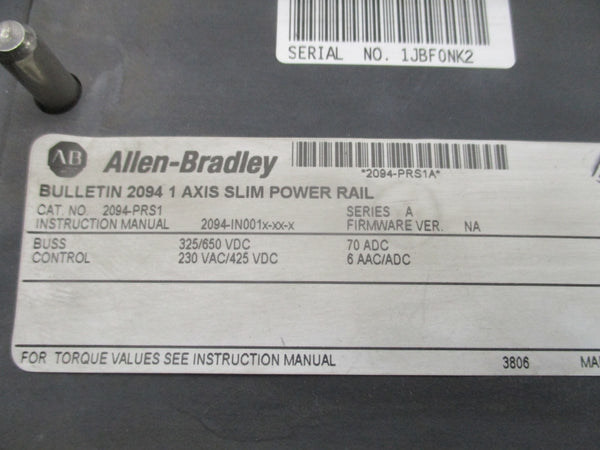 SERIAL NO. 1JBF0NK2
AB Allen-Bradley *2094-PRS1A*
BULLETIN 2094 1 AXIS SLIM POWER RAIL
CAT. NO. 2094-PRS1 SERIES A
INSTRUCTION MANUAL 2094-IN001x-xx-x FIRMWARE VER. NA
BUSS 325/650 VDC 70 ADC
CONTROL 230 VAC/425 VDC 6 AAC/ADC
FOR TORQUE VALUES SEE INSTRUCTION MANUAL 3806 MA